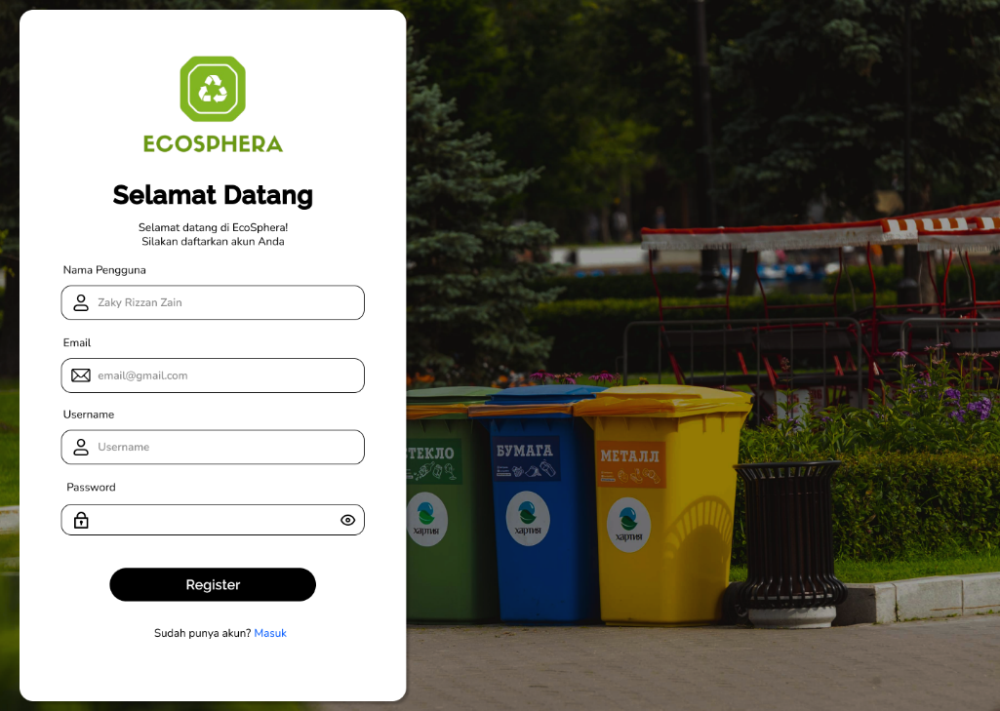 ECOSPHERA
Selamat Datang
Selamat datang di EcoSphera!
Silakan daftarkan akun Anda
Nama Pengguna
Zaky Rizzan Zain
Email
email@gmail.com
Username
Username
Password
Register
Sudah punya akun? Masuk
ТЕКЛО
БУМАГА
МЕТАЛЛ
хартия
хартия
хартия